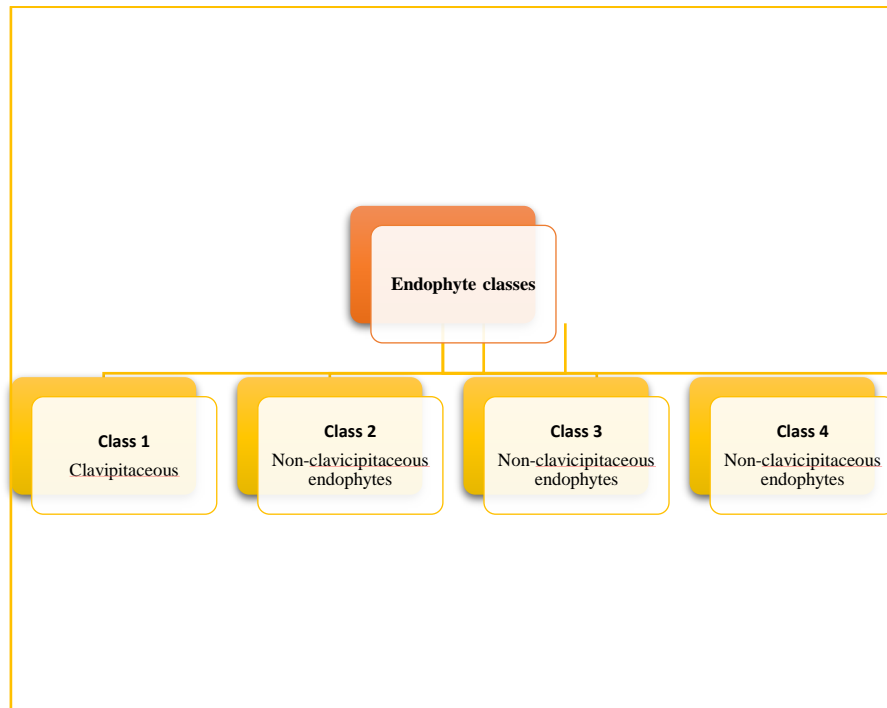 Endophyte classes
Class 1
Clavipitaceous
Class 2
Non-clavicipitaceous
endophytes
Class 3
Non-clavicipitaceous
endophytes
Class 4
Non-clavicipitaceous
endophytes